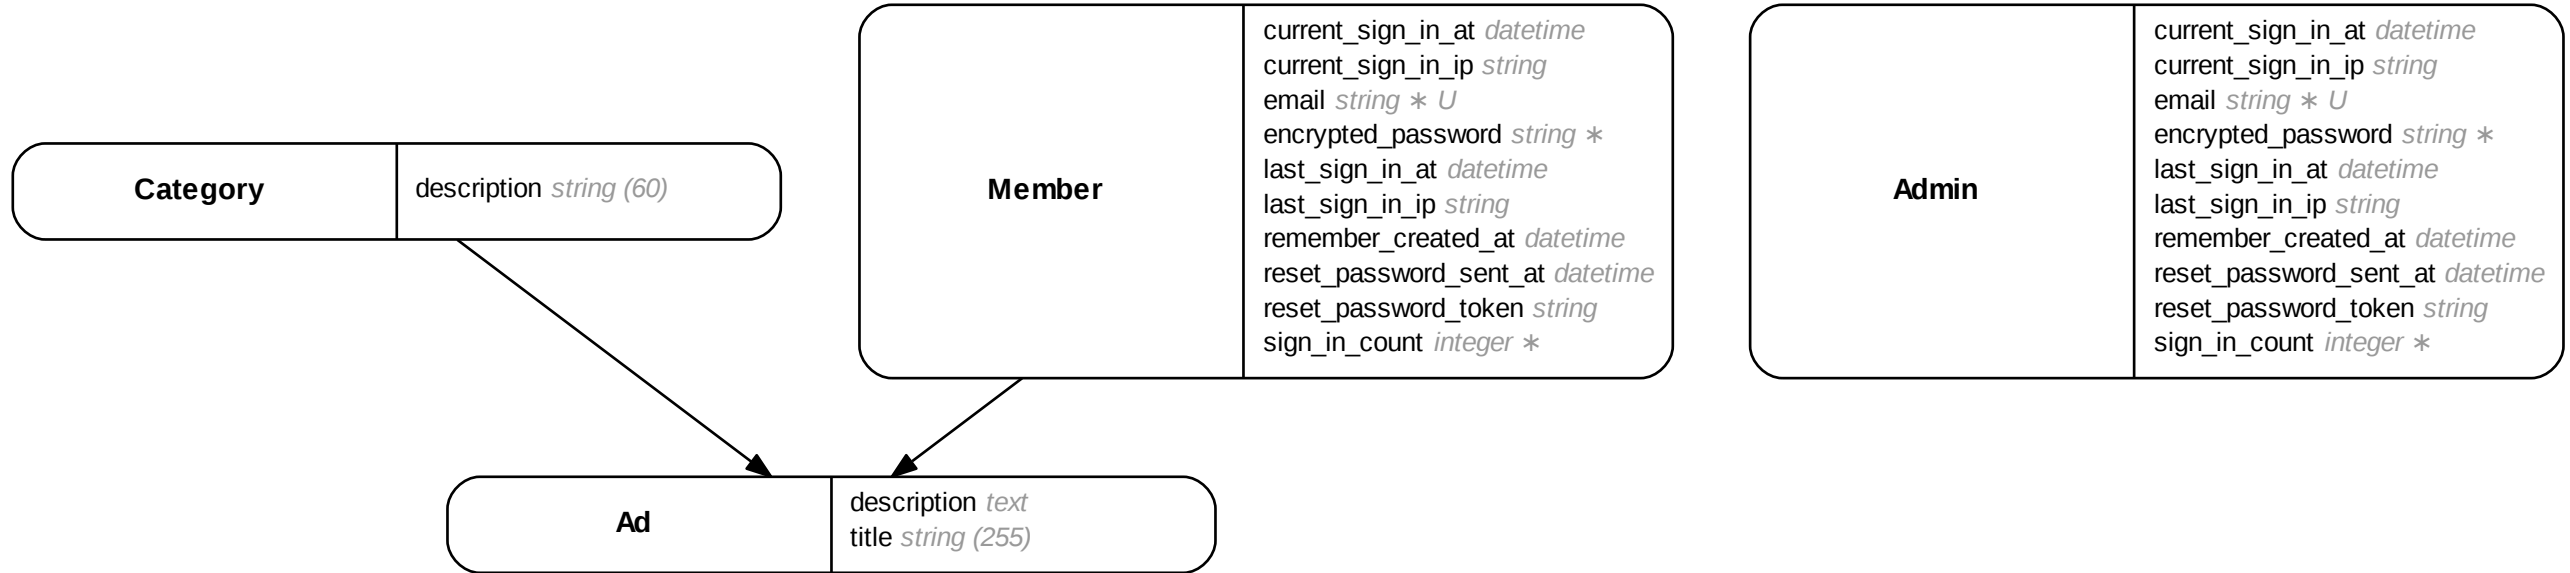 Category
description string (60)
Member
current_sign_in_at datetime
current_sign_in_ip string
email string ∗ U
encrypted_password string ∗
last_sign_in_at datetime
last_sign_in_ip string
remember_created_at datetime
reset_password_sent_at datetime
reset_password_token string
sign_in_count integer ∗
Admin
current_sign_in_at datetime
current_sign_in_ip string
email string ∗ U
encrypted_password string ∗
last_sign_in_at datetime
last_sign_in_ip string
remember_created_at datetime
reset_password_sent_at datetime
reset_password_token string
sign_in_count integer ∗
Ad
description text
title string (255)